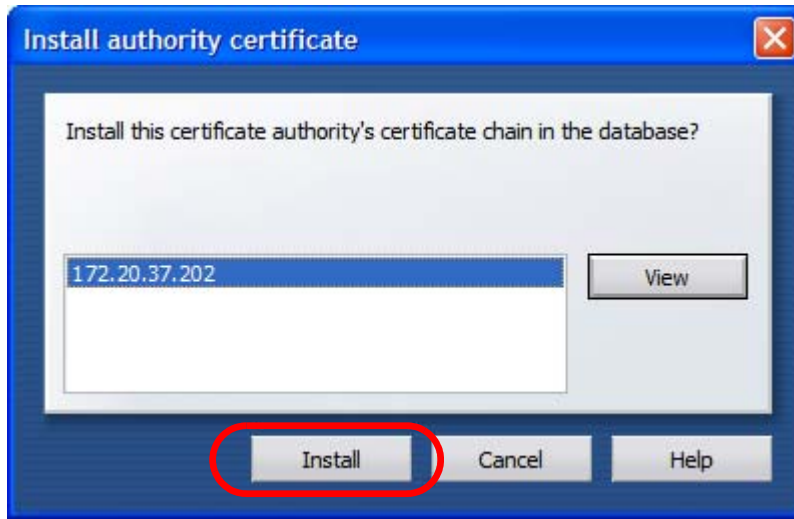 Install authority certificate
Install this certificate authority's certificate chain in the database?
172.20.37.202
View
Install
Cancel
Help